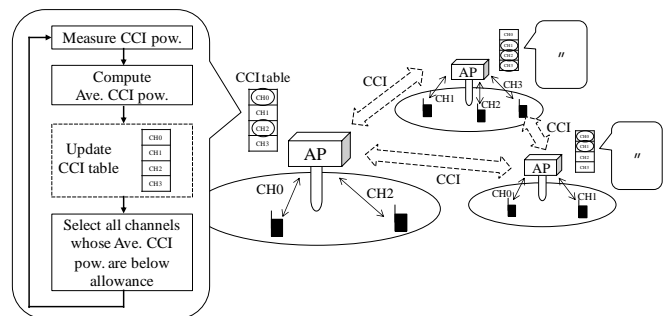 Measure CCI pow.
Compute
Ave. CCI pow.
Update
CCI table
CH0
CH1
CH2
CH3
Select all channels
whose Ave. CCI
pow. are below
allowance
CCI table
CH0
CH1
CH2
CH3
AP
CH0
CH2
CCI
CCI
CCI
AP
CH1
CH2
CH3
CH0
CH1
CH2
CH3
"
AP
CH0
CH1
CH0
CH1
CH2
CH3
"